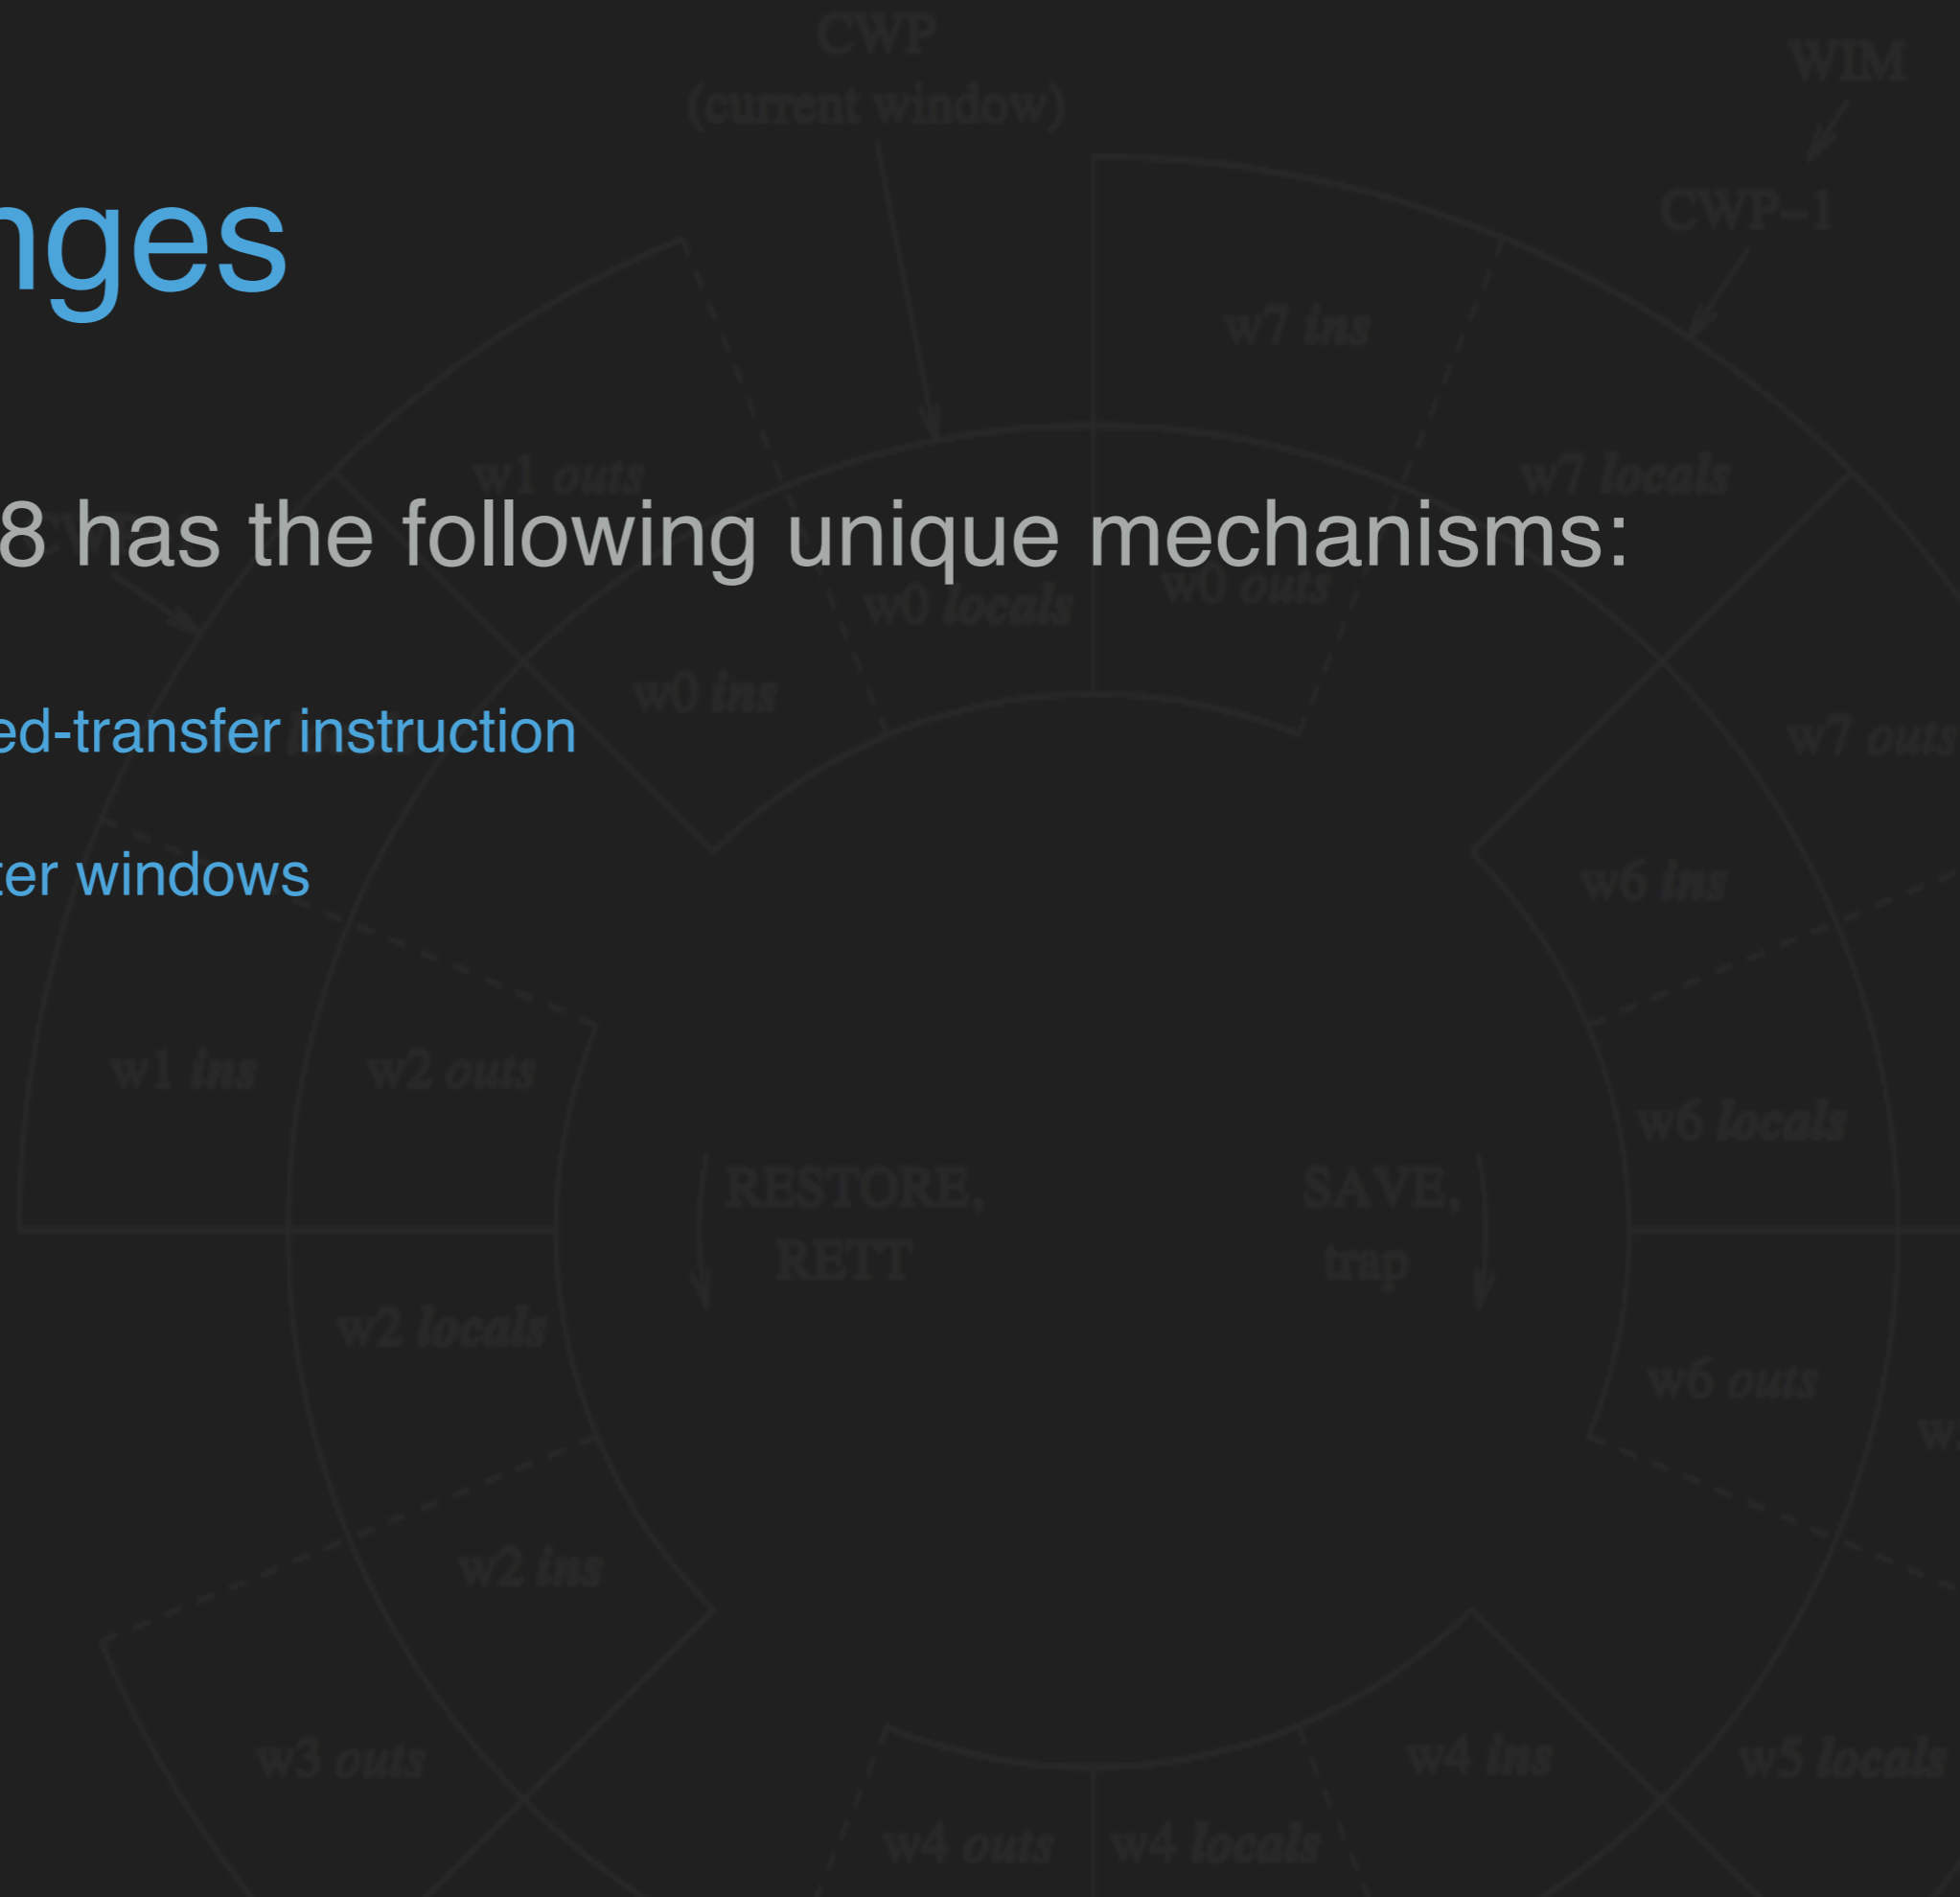 CWP
(current window)
WIM
CWP–1
nges
w7 ins
w1 outs
w7 locals
8 has the following unique mechanisms:
w0 locals
w0 outs
w0 ins
ed-transfer instruction
w7 outs
ter windows
w6 ins
w1 ins
w2 outs
w6 locals
RESTORE,
RETT
SAVE,
trap
w2 locals
w6 outs
w2 ins
w3 outs
w4 ins
w5 locals
w4 outs
w4 locals